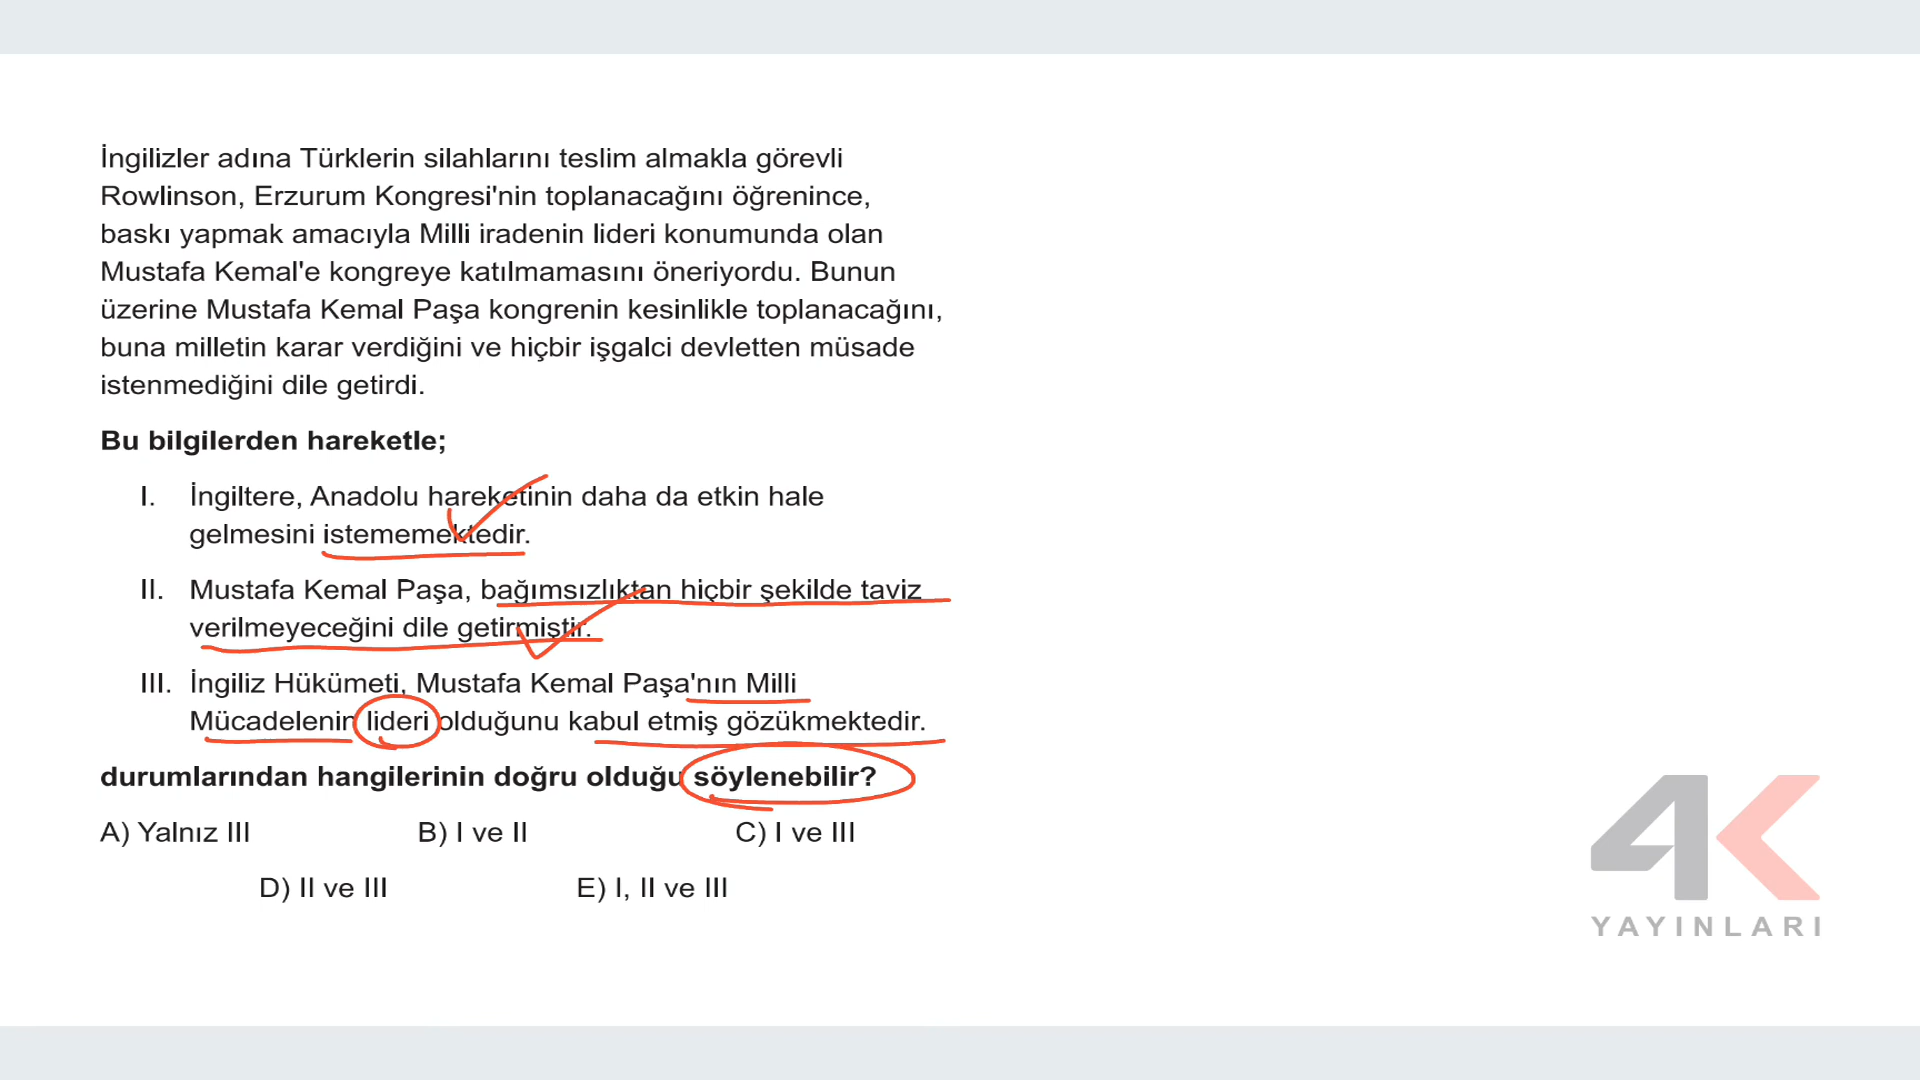 İngilizler adına Türklerin silahlarını teslim almakla görevli
Rowlinson, Erzurum Kongresi'nin toplanacağını öğrenince,
baskı yapmak amacıyla Milli iradenin lideri konumunda olan
Mustafa Kemal'e kongreye katılmamasını öneriyordu. Bunun
üzerine Mustafa Kemal Paşa kongrenin kesinlikle toplanacağını,
buna milletin karar verdiğini ve hiçbir işgalci devletten müsade
istenmediğini dile getirdi.
Bu bilgilerden hareketle;
I. İngiltere, Anadolu hareketinin daha da etkin hale
gelmesini istememektedir.
II. Mustafa Kemal Paşa, bağımsızlıktan hiçbir şekilde taviz
verilmeyeceğini dile getirmiştir.
III. İngiliz Hükümeti, Mustafa Kemal Paşa'nın Milli
Mücadelenin lideri olduğunu kabul etmiş gözükmektedir.
durumlarından hangilerinin doğru olduğu söylenebilir?
A) Yalnız III B) I ve II C) I ve III
D) II ve III E) I, II ve III
4K
YAYINLARI